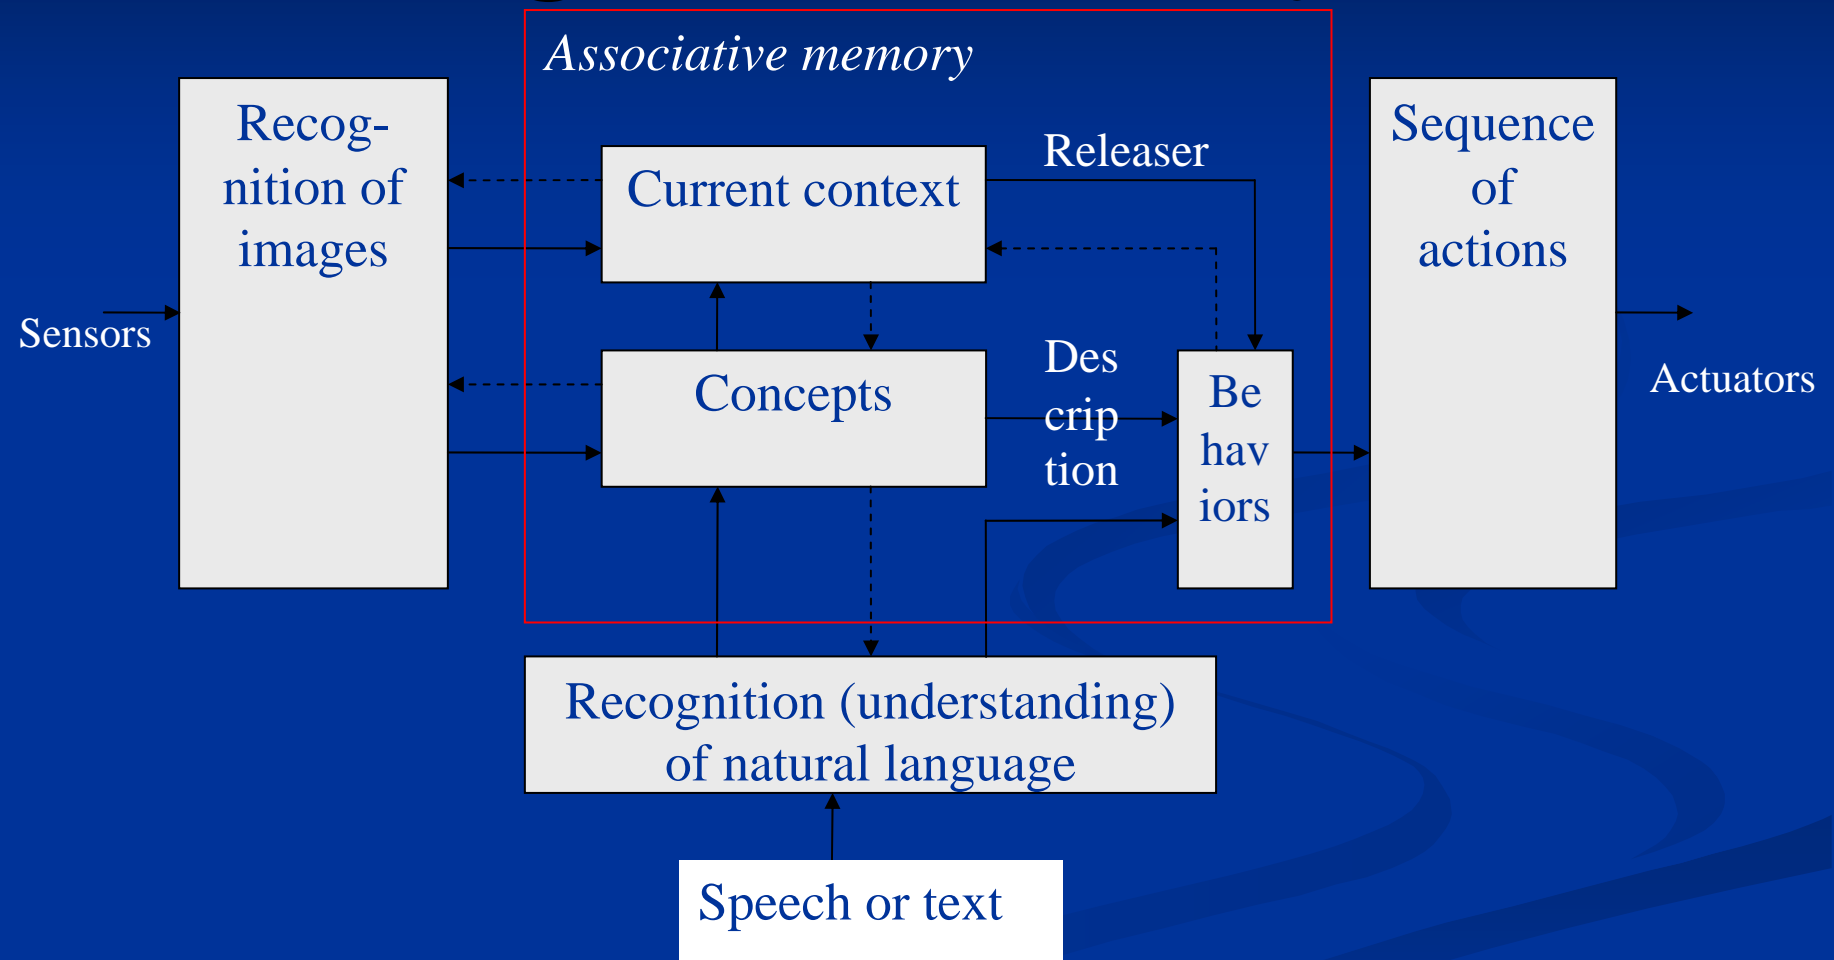 Associative memory
Recog-
nition of
images
Sensors
Current context
Releaser
Concepts
Des
crip
tion
Be
hav
iors
Sequence
of
actions
Actuators
Recognition (understanding)
of natural language
Speech or text